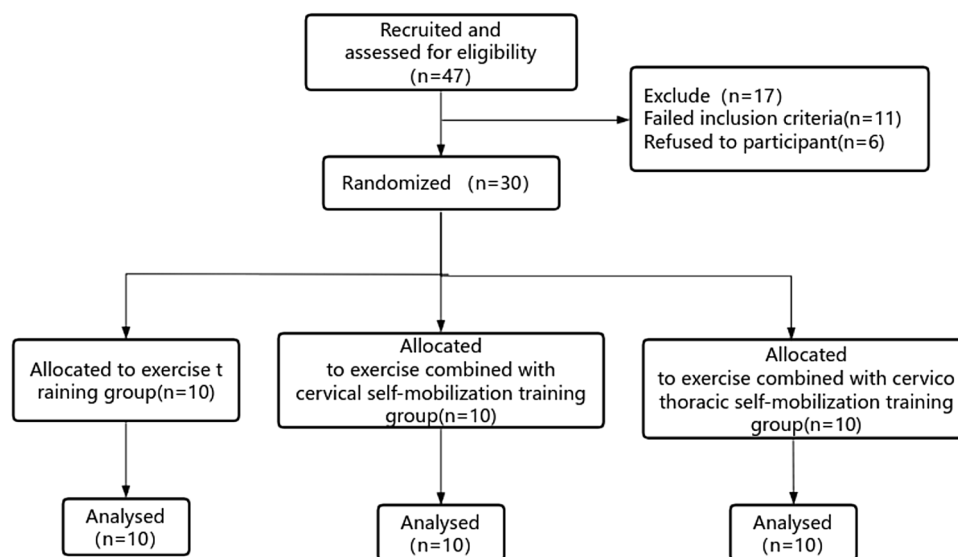 Recruited and
assessed for eligibility
(n=47)
Exclude (n=17)
Failed inclusion criteria(n=11)
Refused to participant(n=6)
Randomized (n=30)
Allocated to exercise t
raining group(n=10)
Allocated
to exercise combined with
cervical self-mobilization training
group(n=10)
Allocated
to exercise combined with cervico
thoracic self-mobilization training
group(n=10)
Analysed
(n=10)
Analysed
(n=10)
Analysed
(n=10)